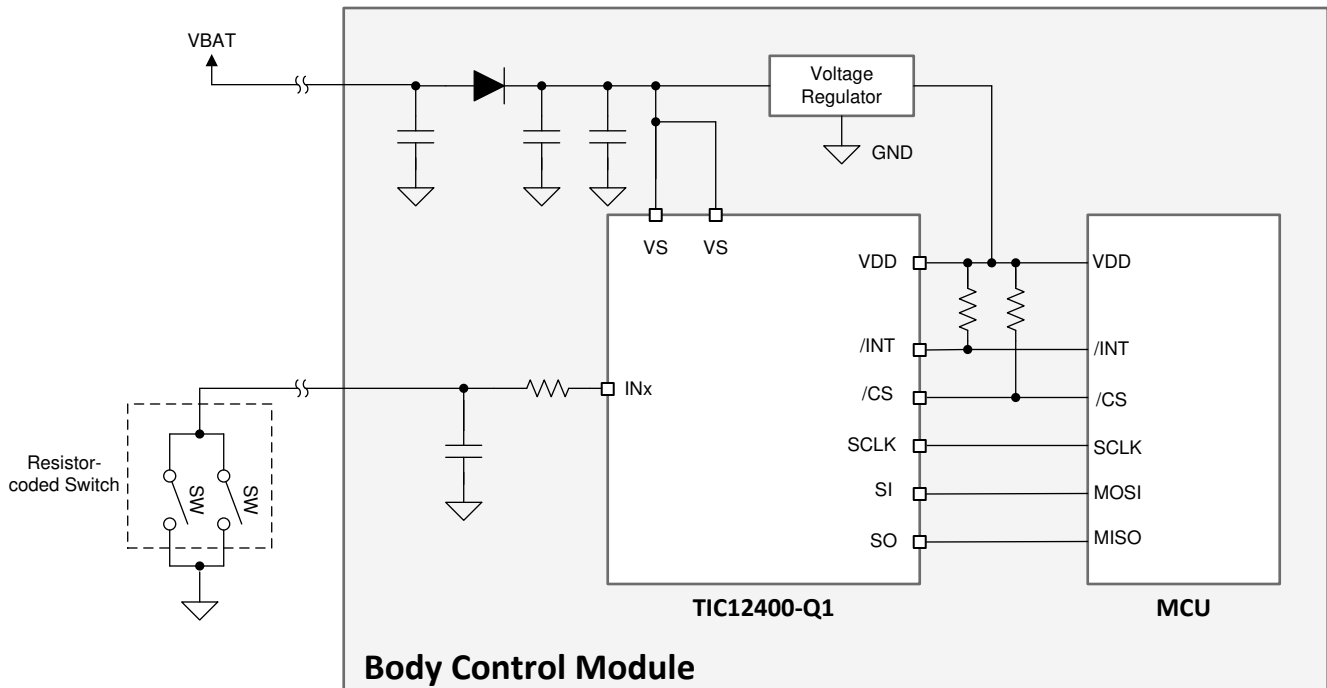 VBAT
Voltage
Regulator
GND
VS
VS
VDD
VDD
/INT
/INT
INx
/CS
/CS
SCLK
SCLK
Resistor-
coded Switch
SW
SW
SI
MOSI
SO
MISO
TIC12400-Q1
MCU
Body Control Module